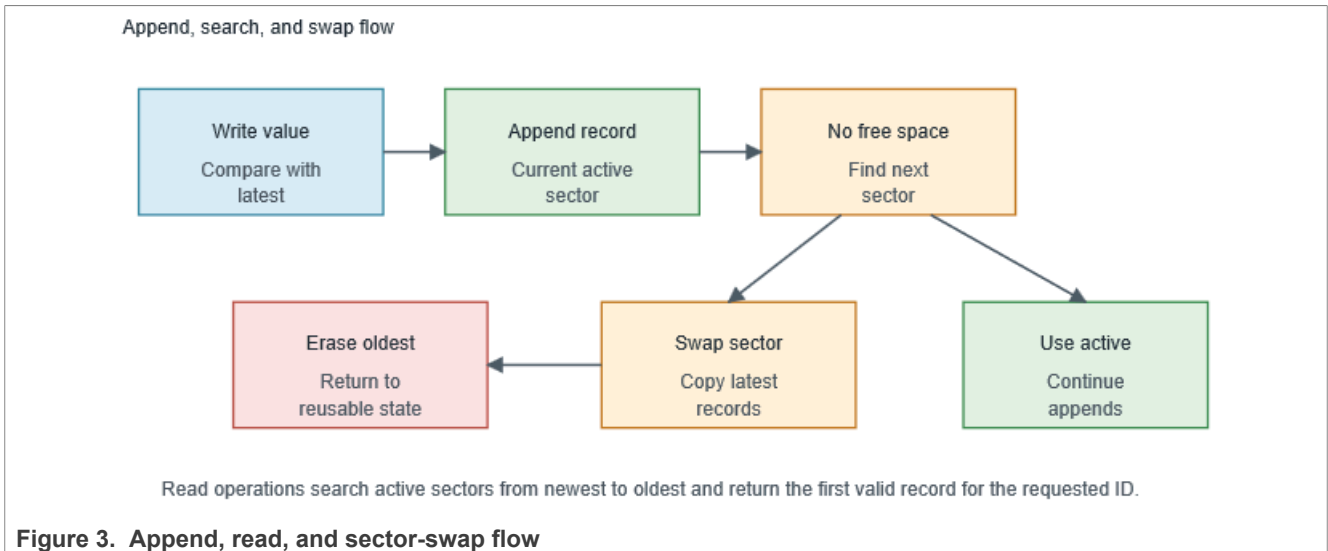 Append, search, and swap flow
Write value
Compare with
latest
Append record
Current active
sector
No free space
Find next
sector
Erase oldest
Return to
reusable state
Swap sector
Copy latest
records
Use active
Continue
appends
Read operations search active sectors from newest to oldest and return the first valid record for the requested ID.
Figure 3. Append, read, and sector-swap flow